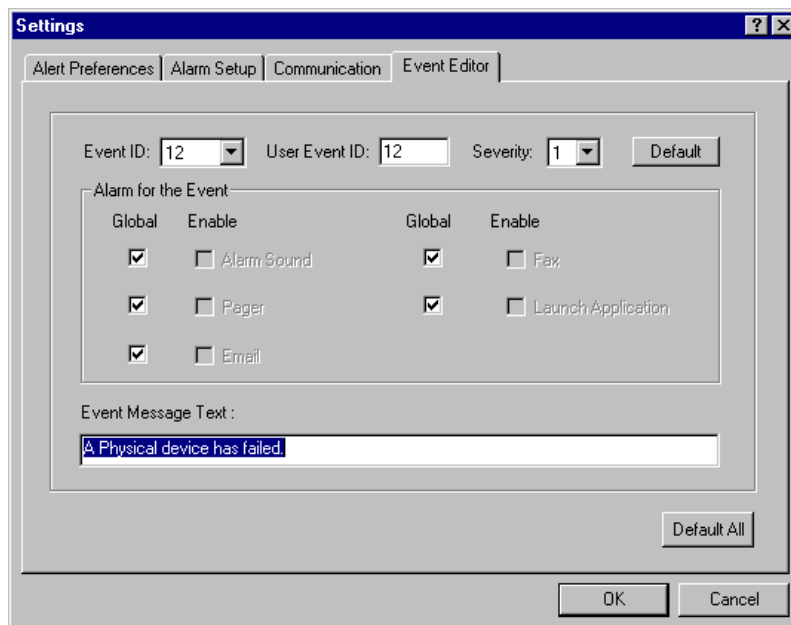 Settings
Alert Preferences Alarm Setup Communication Event Editor
Event ID: 12 User Event ID: 12 Severity: 1 Default
Alarm for the Event
Global Enable Global Enable
Alarm Sound Fax
Pager Launch Application
Email
Event Message Text :
A Physical device has failed.
Default All
OK Cancel